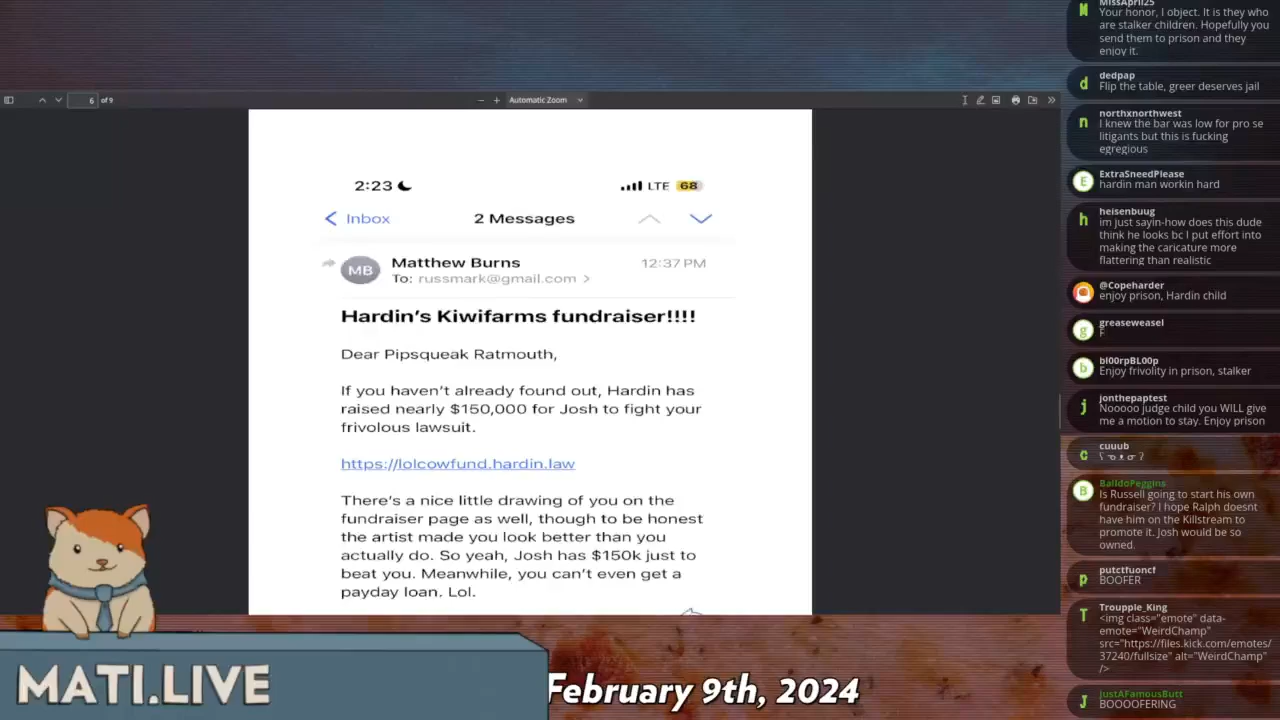 6 of 9
Automatic Zoom
2:23
LTE 68
Inbox
2 Messages
MB
Matthew Burns
12:37 PM
To: russmark@gmail.com
Hardin's Kiwifarms fundraiser!!!!
Dear Pipsqueak Ratmouth,
If you haven't already found out, Hardin has
raised nearly $150,000 for Josh to fight your
frivolous lawsuit.
https://lolcowfund.hardin.law
There's a nice little drawing of you on the
fundraiser page as well, though to be honest
the artist made you look better than you
actually do. So yeah, Josh has $150k just to
beat you. Meanwhile, you can't even get a
payday loan. Lol.
MATI.LIVE
February 9th, 2024
M
MissApril25
Your honor, I object. It is they who
are stalker children. Hopefully you
send them to prison and they
enjoy it.
d
dedpap
Flip the table, greer deserves jail
n
northxnorthwest
I knew the bar was low for pro se
litigants but this is fucking
egregious
E
ExtraSneedPlease
hardin man workin hard
h
heisenbuug
im just sayin-how does this dude
think he looks bc I put effort into
making the caricature more
flattering than realistic
@Copeharder
enjoy prison, Hardin child
g
greaseweasel
F
b
bl00rpBL00p
Enjoy frivolity in prison, stalker
j
jonthepaptest
Nooooo judge child you WILL give
me a motion to stay. Enjoy prison
c
cuuub
B
BalldoPeggins
Is Russell going to start his own
fundraiser? I hope Ralph doesnt
have him on the Killstream to
promote it. Josh would be so
owned.
p
putctfuoncf
BOOFER
T
Troupple_King
<img class="emote" data-
emote="WeirdChamp"
src="https://files.kick.com/emotes/
37240/fullsize" alt="WeirdChamp"
/>
J
JustAFamousButt
BOOOOFERING